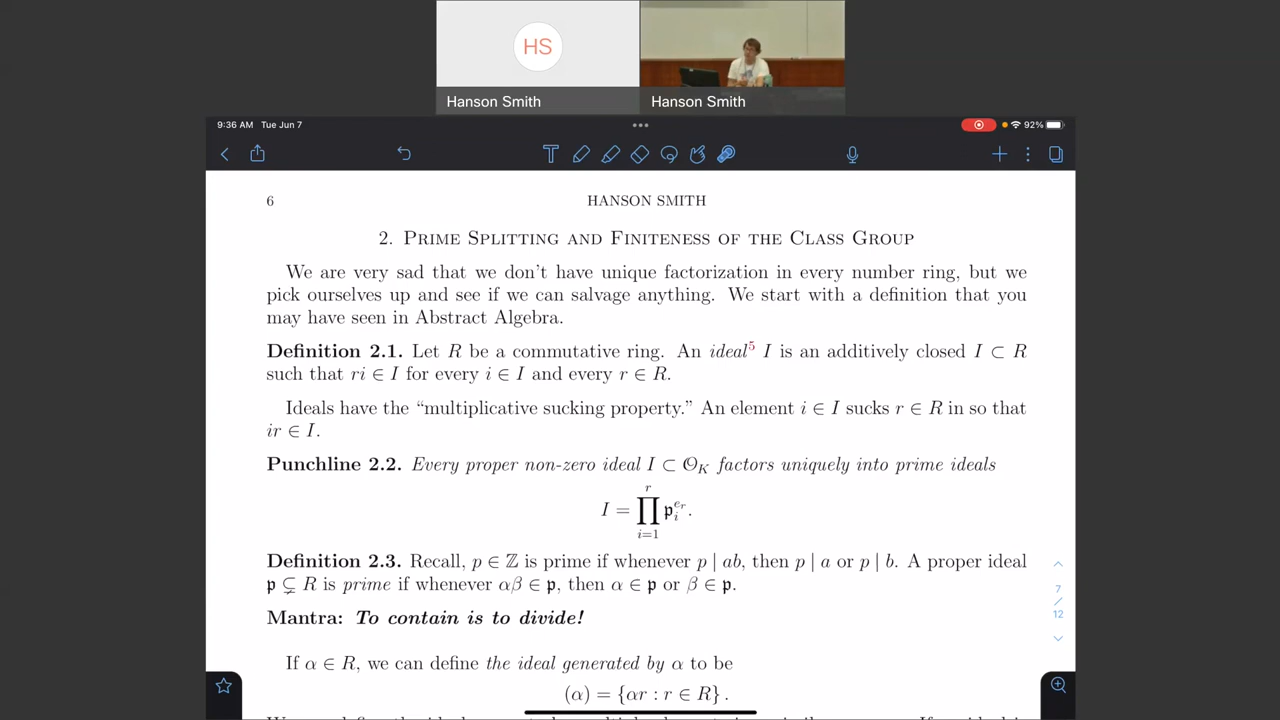 HS
Hanson Smith
Hanson Smith
9:36 AM Tue Jun 7
92%
6 HANSON SMITH
2. Prime Splitting and Finiteness of the Class Group
We are very sad that we don't have unique factorization in every number ring, but we
pick ourselves up and see if we can salvage anything. We start with a definition that you
may have seen in Abstract Algebra.
Definition 2.1. Let R be a commutative ring. An ideal⁵ I is an additively closed I ⊂ R
such that ri ∈ I for every i ∈ I and every r ∈ R.
Ideals have the “multiplicative sucking property.” An element i ∈ I sucks r ∈ R in so that
ir ∈ I.
Punchline 2.2. Every proper non-zero ideal I ⊂ 𝒪_K factors uniquely into prime ideals
I = ∏_{i=1}^{r} 𝔭_i^{e_r}.
Definition 2.3. Recall, p ∈ ℤ is prime if whenever p | ab, then p | a or p | b. A proper ideal
𝔭 ⊊ R is prime if whenever αβ ∈ 𝔭, then α ∈ 𝔭 or β ∈ 𝔭.
Mantra: To contain is to divide!
If α ∈ R, we can define the ideal generated by α to be
(α) = {αr : r ∈ R}.
7
/
12